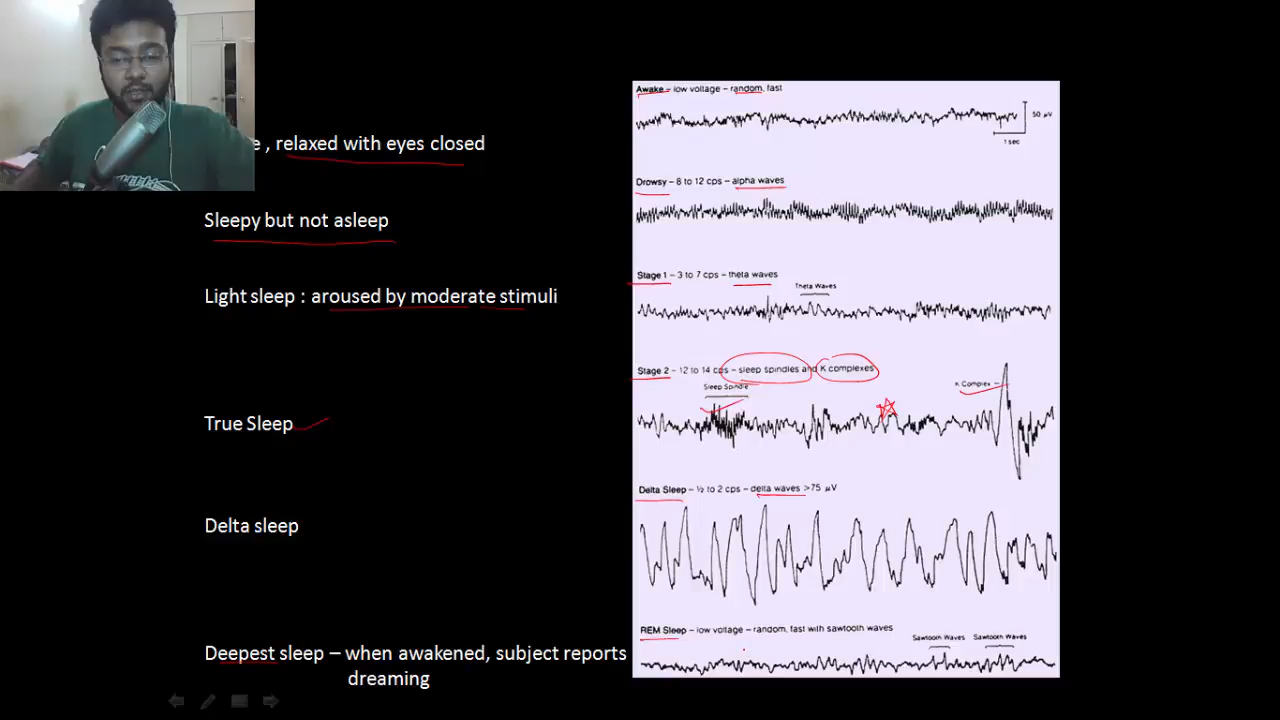 Awake – low voltage – random, fast
50 μV
1 sec
e , relaxed with eyes closed
Drowsy – 8 to 12 cps – alpha waves
Sleepy but not asleep
Stage 1 – 3 to 7 cps – theta waves
Theta Waves
Light sleep : aroused by moderate stimuli
Stage 2 – 12 to 14 cps – sleep spindles and K complexes
Sleep Spindle
K Complex –
True Sleep
Delta Sleep – ½ to 2 cps – delta waves >75 μV
Delta sleep
REM Sleep – low voltage – random, fast with sawtooth waves
Sawtooth Waves Sawtooth Waves
Deepest sleep – when awakened, subject reports
dreaming